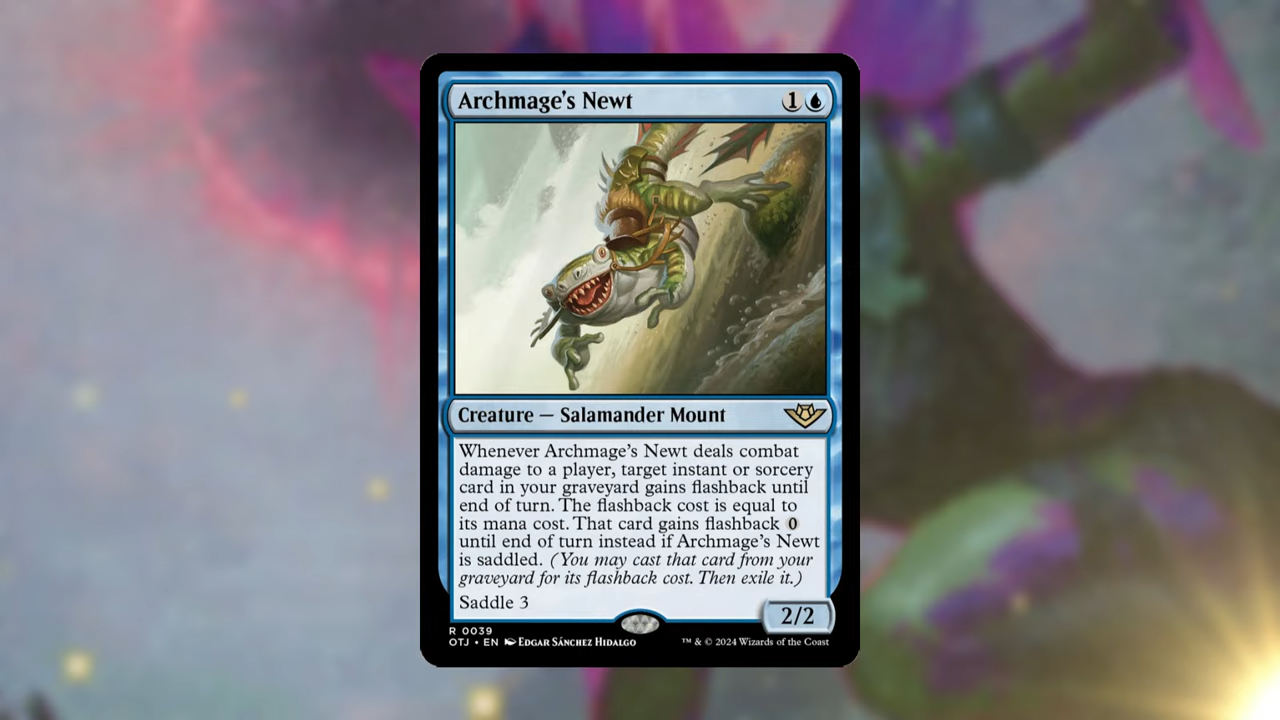 Archmage's Newt 1
Creature — Salamander Mount
Whenever Archmage's Newt deals combat
damage to a player, target instant or sorcery
card in your graveyard gains flashback until
end of turn. The flashback cost is equal to
its mana cost. That card gains flashback 0
until end of turn instead if Archmage's Newt
is saddled. (You may cast that card from your
graveyard for its flashback cost. Then exile it.)
Saddle 3
2/2
R 0039
OTJ • EN EDGAR SÁNCHEZ HIDALGO
™ & © 2024 Wizards of the Coast